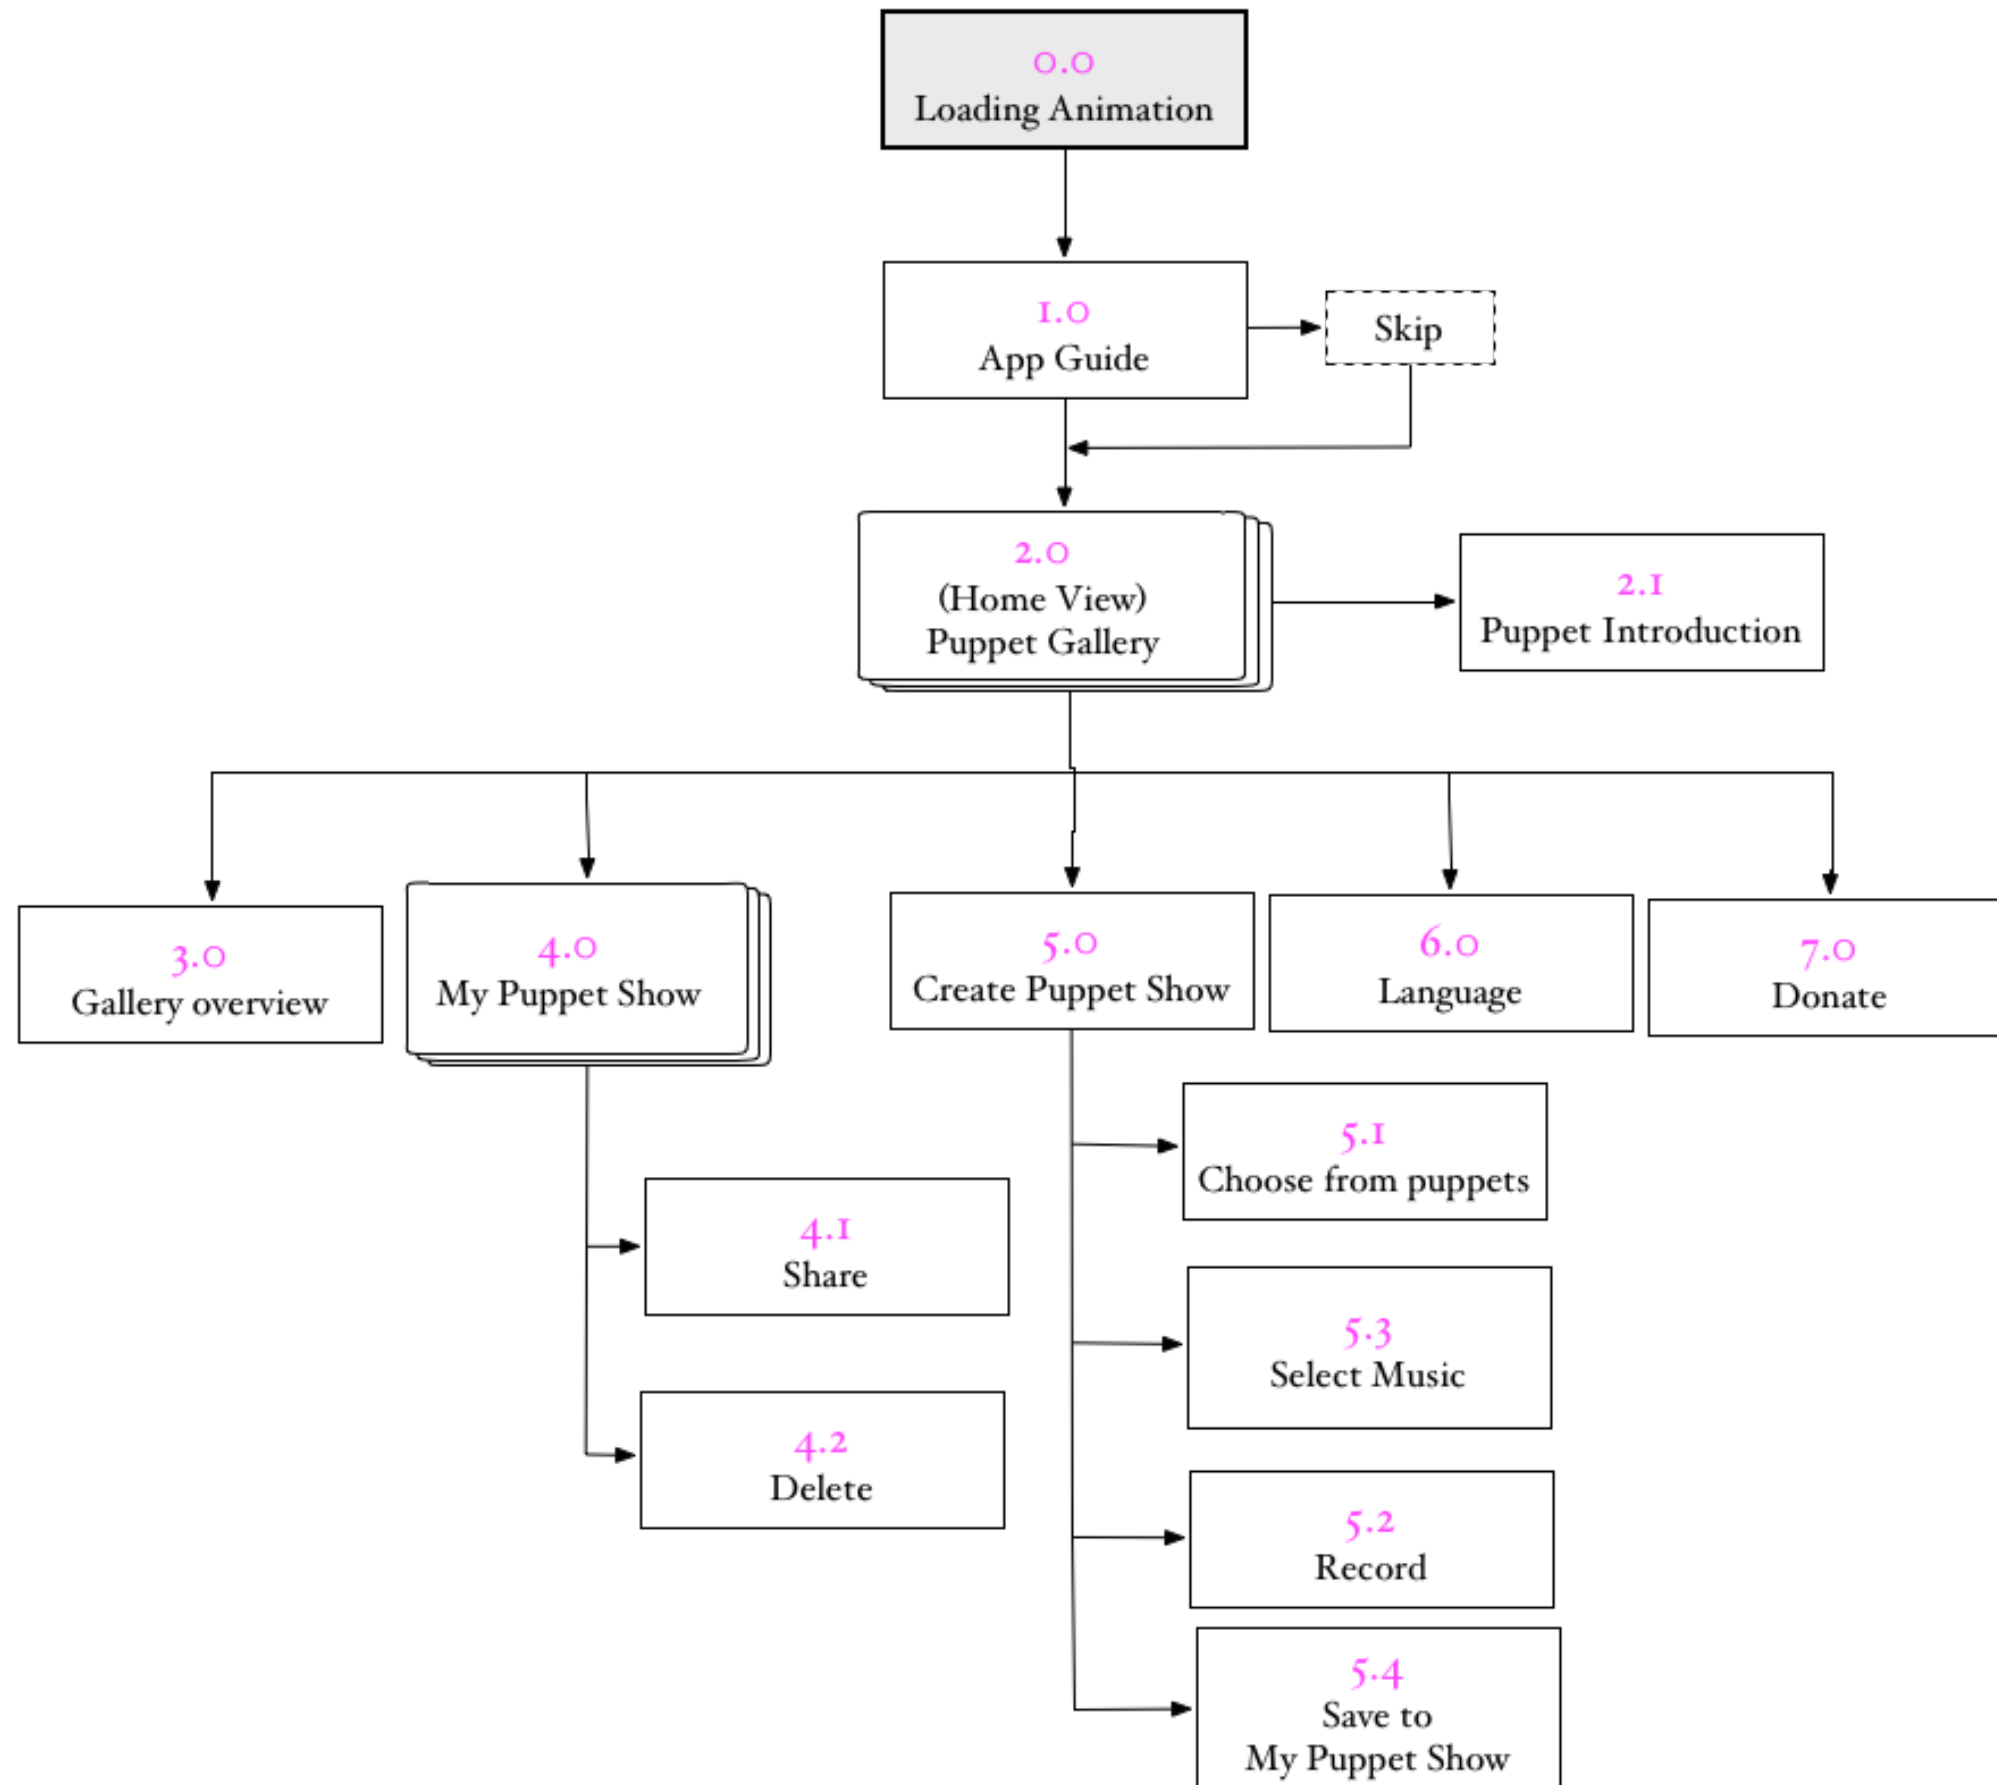 0.0
Loading Animation
1.0
App Guide
Skip
2.0
(Home View)
Puppet Gallery
2.1
Puppet Introduction
3.0
Gallery overview
4.0
My Puppet Show
5.0
Create Puppet Show
6.0
Language
7.0
Donate
4.1
Share
4.2
Delete
5.1
Choose from puppets
5.3
Select Music
5.2
Record
5.4
Save to
My Puppet Show